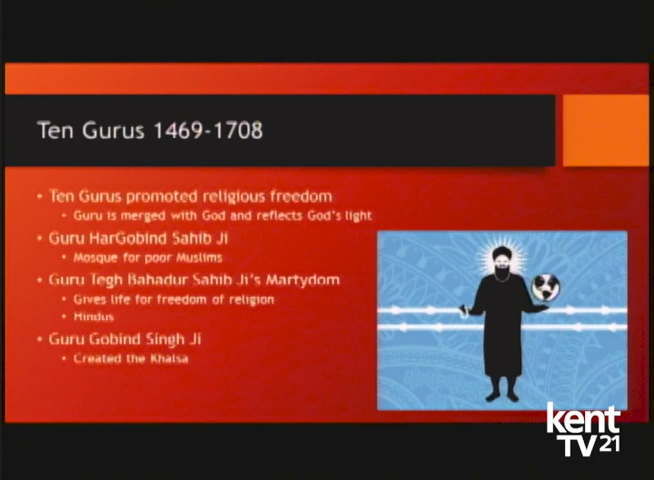 Ten Gurus 1469-1708
• Ten Gurus promoted religious freedom
• Guru is merged with God and reflects God's light
• Guru HarGobind Sahib Ji
• Mosque for poor Muslims
• Guru Tegh Bahadur Sahib Ji's Martydom
• Gives life for freedom of religion
• Hindus
• Guru Gobind Singh Ji
• Created the Khalsa
kent
TV21